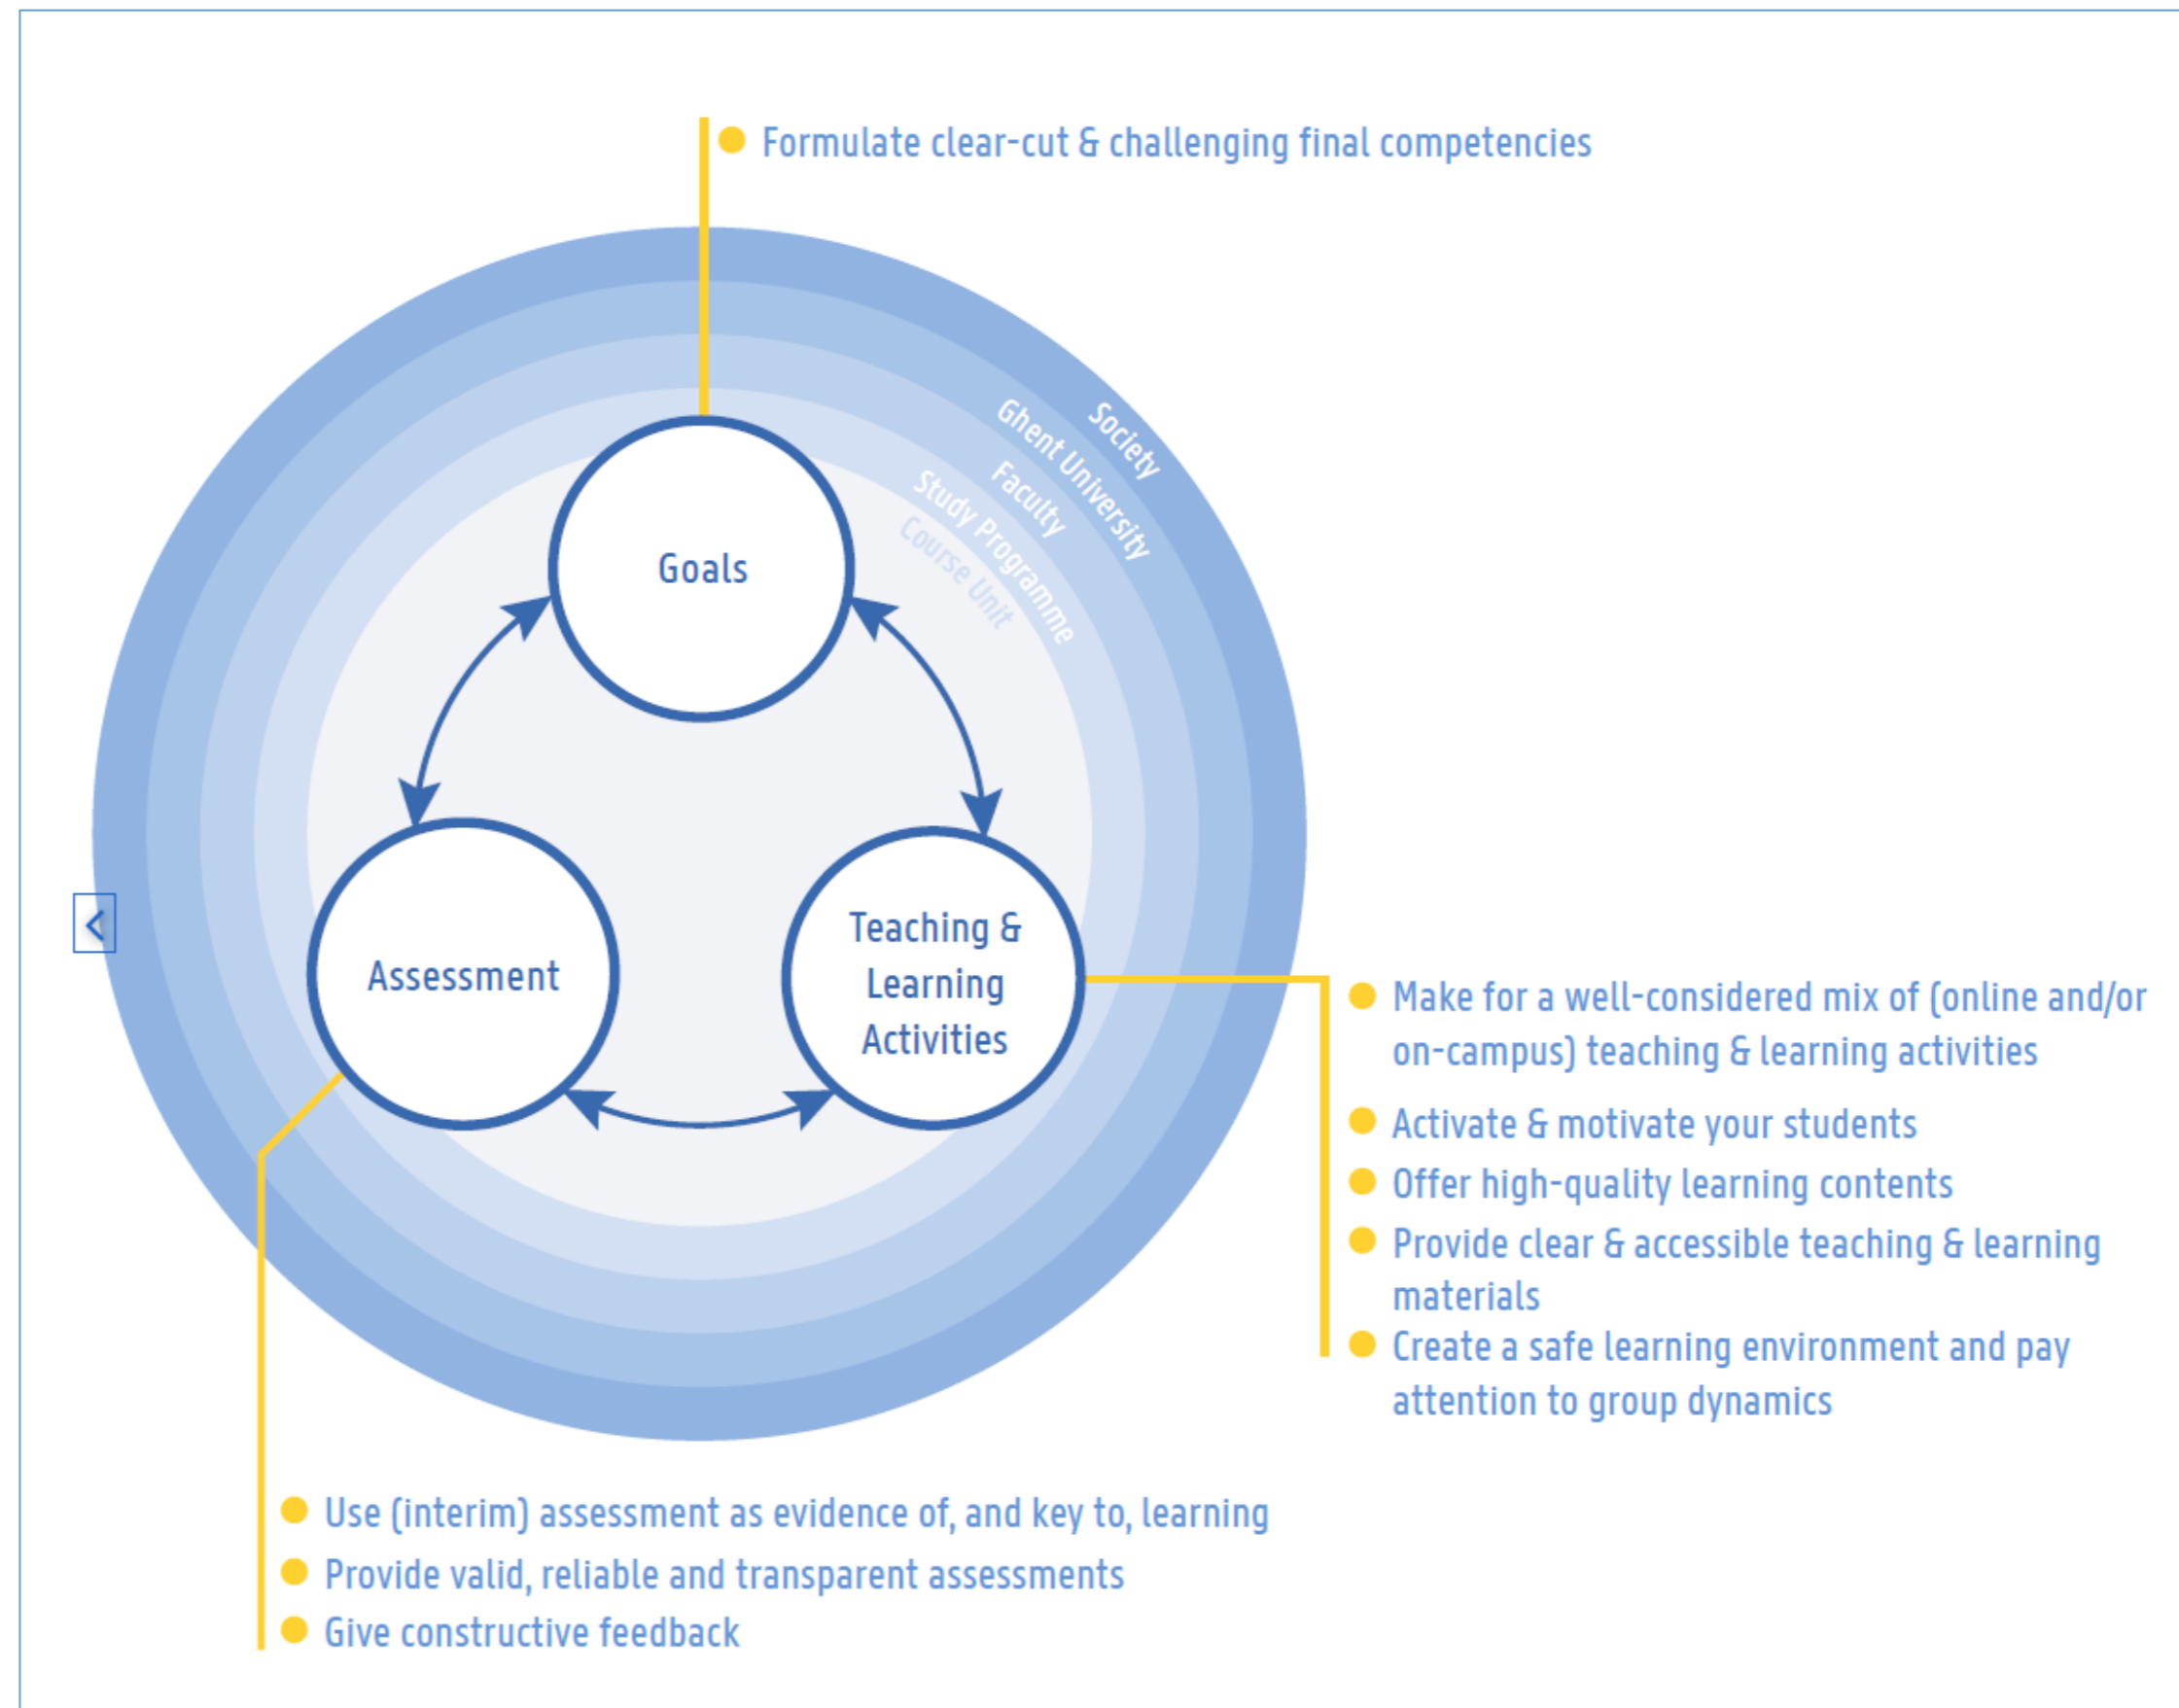 Formulate clear-cut & challenging final competencies
Society
Ghent University
Faculty
Study Programme
Course Unit
Goals
Assessment
Teaching &
Learning
Activities
Make for a well-considered mix of (online and/or
on-campus) teaching & learning activities
Activate & motivate your students
Offer high-quality learning contents
Provide clear & accessible teaching & learning
materials
Create a safe learning environment and pay
attention to group dynamics
Use (interim) assessment as evidence of, and key to, learning
Provide valid, reliable and transparent assessments
Give constructive feedback